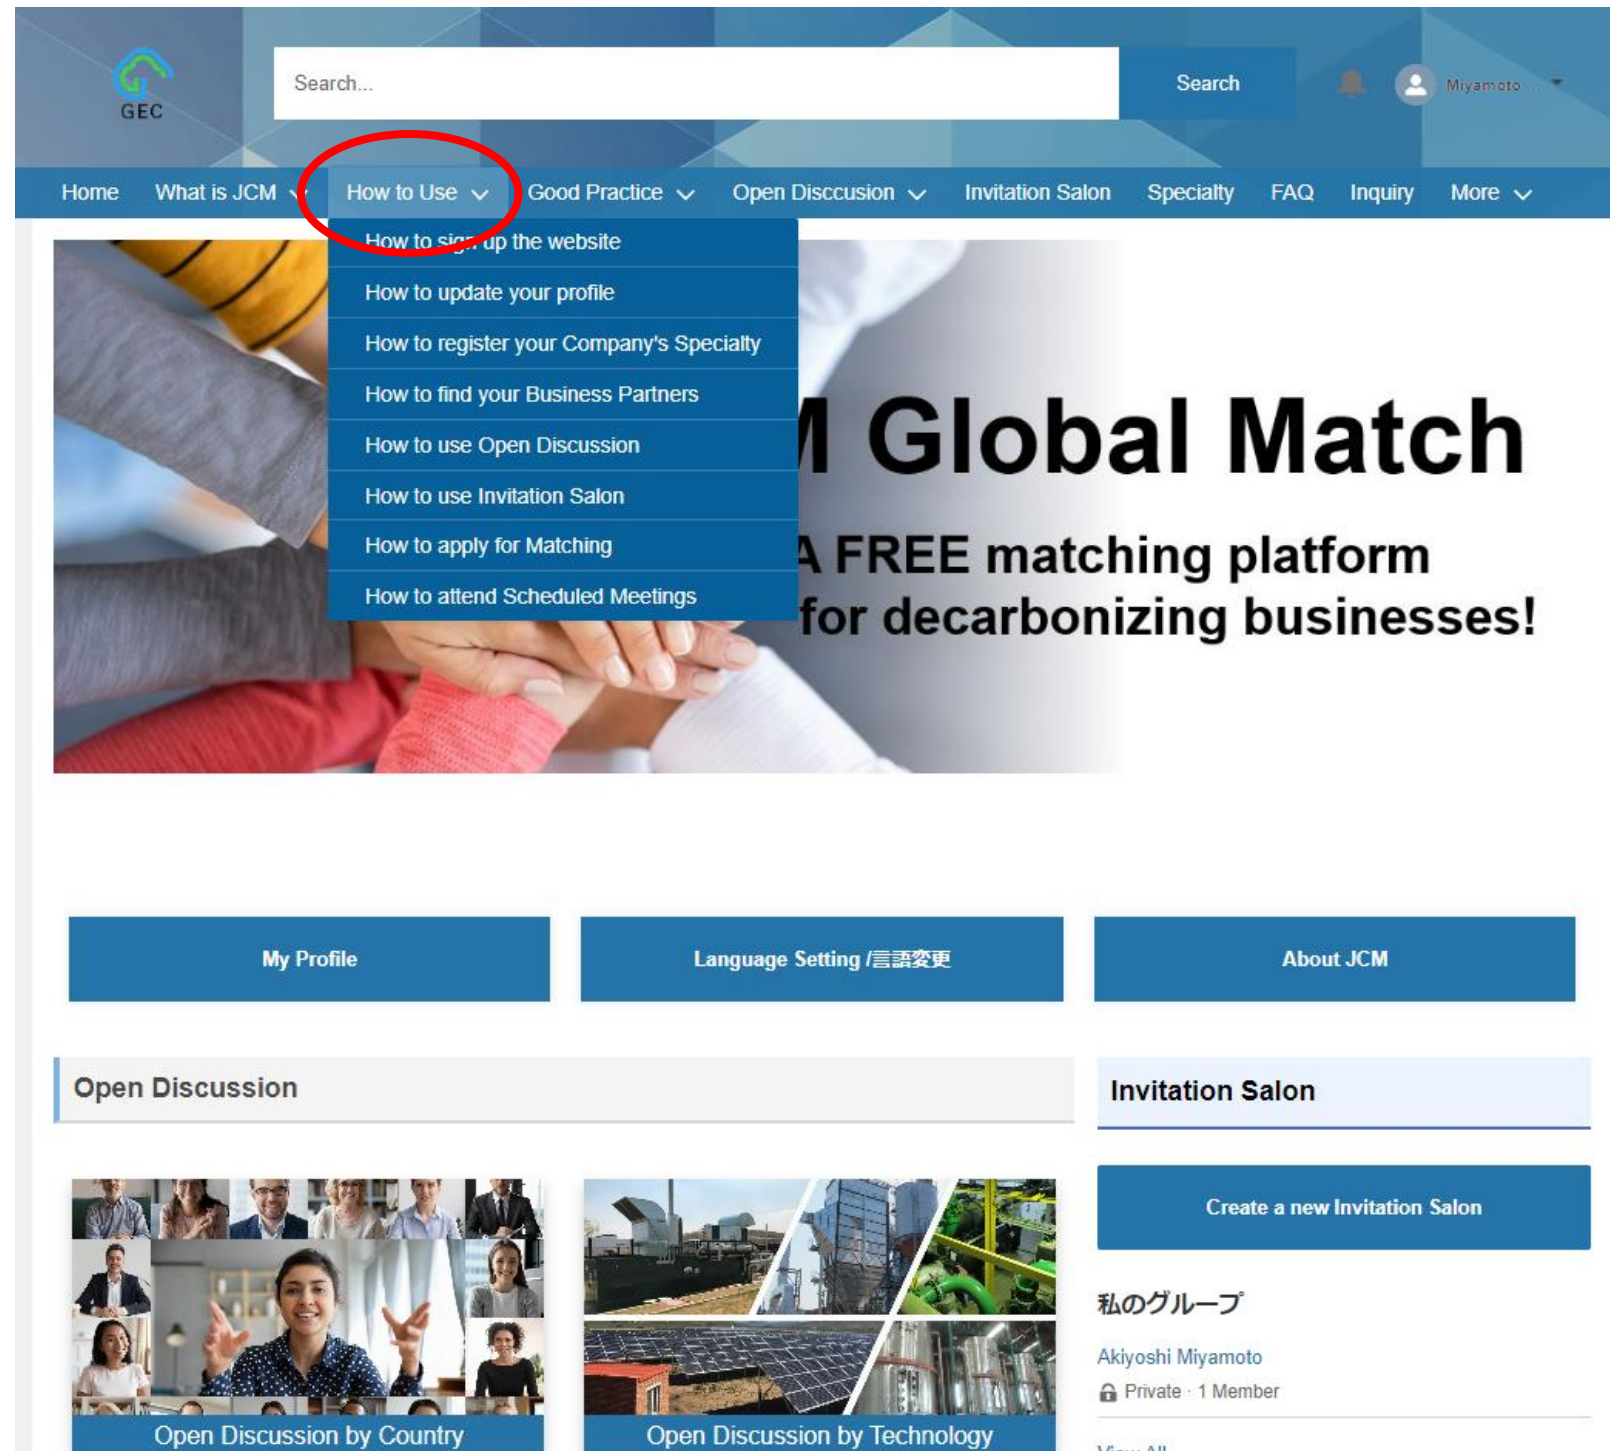 GEC
Search...
Search
Miyamoto ...
Home What is JCM How to Use Good Practice Open Disccusion Invitation Salon Specialty FAQ Inquiry More
How to sign up the website
How to update your profile
How to register your Company's Specialty
How to find your Business Partners
How to use Open Discussion
How to use Invitation Salon
How to apply for Matching
How to attend Scheduled Meetings
M Global Match
A FREE matching platform
for decarbonizing businesses!
My Profile
Language Setting /言語変更
About JCM
Open Discussion
Invitation Salon
Create a new Invitation Salon
私のグループ
Akiyoshi Miyamoto
Private · 1 Member
View All
Open Discussion by Country
Open Discussion by Technology